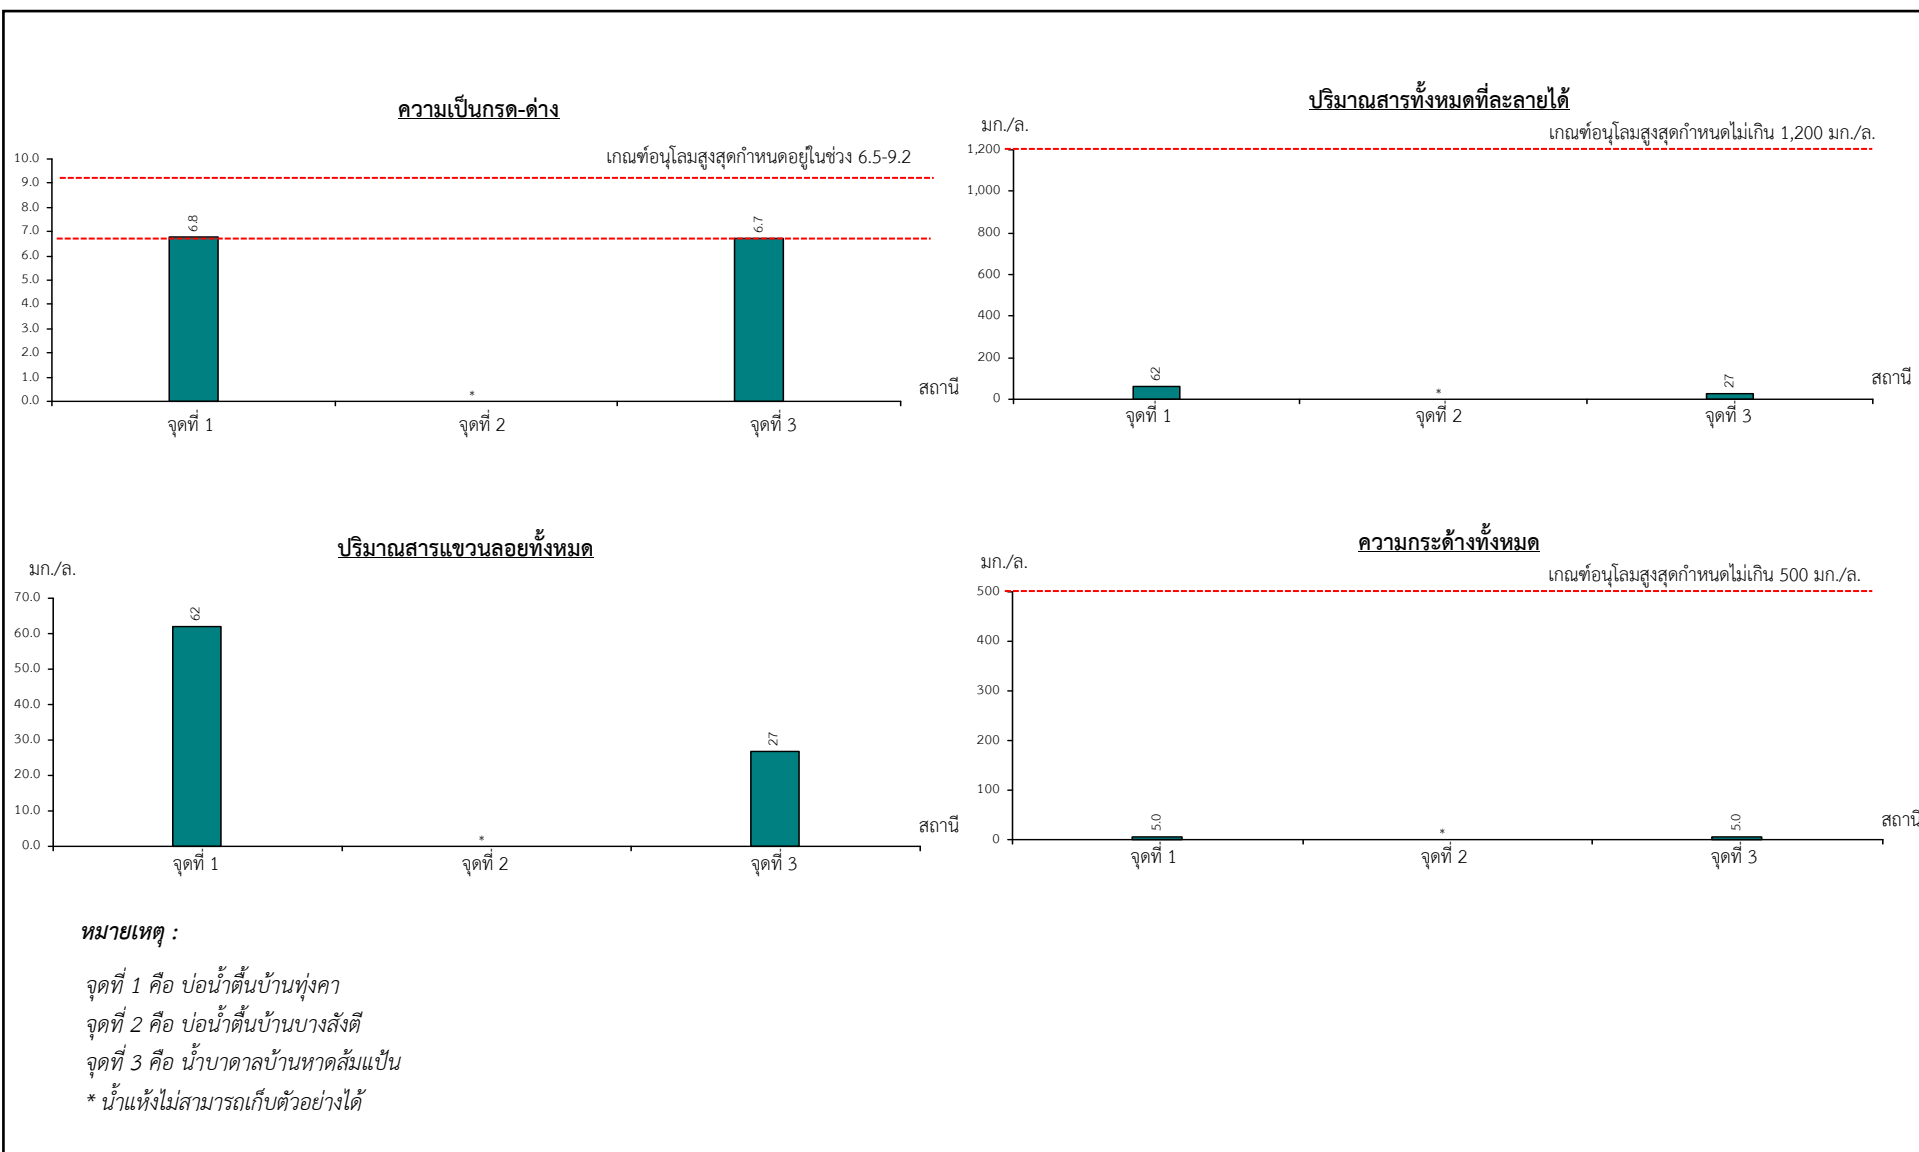 ความเป็นกรด-ด่าง
เกณฑ์อนุโลมสูงสุดกำหนดอยู่ในช่วง 6.5-9.2
10.0
9.0
8.0
7.0
6.0
5.0
4.0
3.0
2.0
1.0
0.0
6.8
*
6.7
สถานี
จุดที่ 1
จุดที่ 2
จุดที่ 3
ปริมาณสารทั้งหมดที่ละลายได้
มก./ล.
เกณฑ์อนุโลมสูงสุดกำหนดไม่เกิน 1,200 มก./ล.
1,200
1,000
800
600
400
200
0
62
*
27
สถานี
จุดที่ 1
จุดที่ 2
จุดที่ 3
ปริมาณสารแขวนลอยทั้งหมด
มก./ล.
70.0
60.0
50.0
40.0
30.0
20.0
10.0
0.0
62
*
27
สถานี
จุดที่ 1
จุดที่ 2
จุดที่ 3
ความกระด้างทั้งหมด
มก./ล.
เกณฑ์อนุโลมสูงสุดกำหนดไม่เกิน 500 มก./ล.
500
400
300
200
100
0
5.0
*
5.0
สถานี
จุดที่ 1
จุดที่ 2
จุดที่ 3
หมายเหตุ :
จุดที่ 1 คือ บ่อน้ำตื้นบ้านทุ่งคา
จุดที่ 2 คือ บ่อน้ำตื้นบ้านบางสังตี
จุดที่ 3 คือ น้ำบาดาลบ้านหาดส้มแป้น
* น้ำแห้งไม่สามารถเก็บตัวอย่างได้